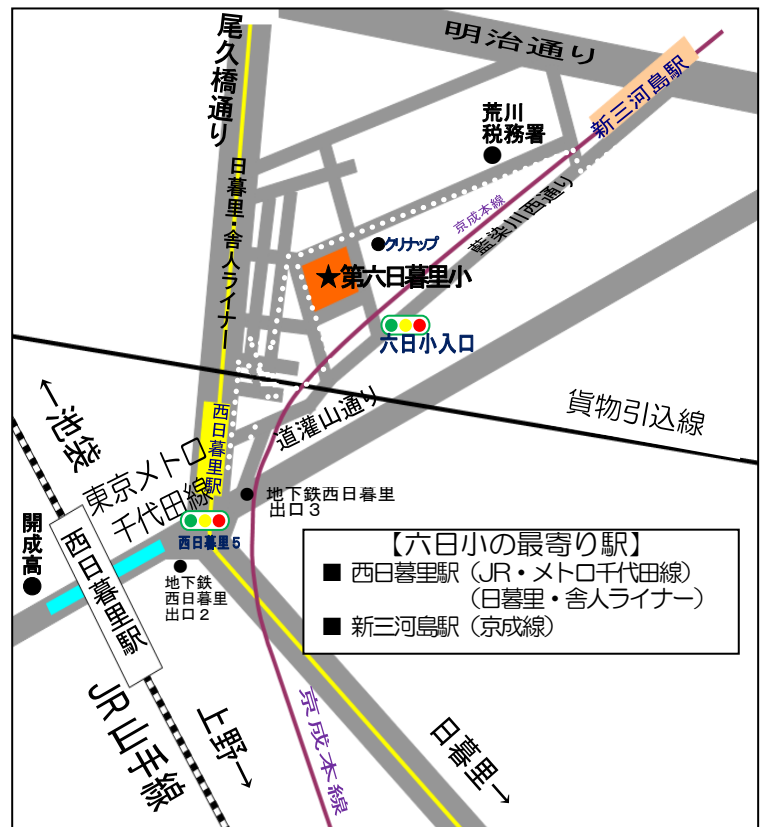 尾久橋通り
明治通り
新三河島駅
荒川
税務署
日暮里・舎人ライナー
京成本線
藍染川西通り
クリナップ
★第六日暮里小
六日小入口
←池袋
貨物引込線
道灌山通り
西日暮里駅
東京メトロ
千代田線
地下鉄西日暮里
出口3
開成高
西日暮里5
西日暮里駅
地下鉄
西日暮里
出口2
【六日小の最寄り駅】
■ 西日暮里駅（JR・メトロ千代田線）
（日暮里・舎人ライナー）
■ 新三河島駅（京成線）
JR山手線
上野→
京成本線
日暮里→